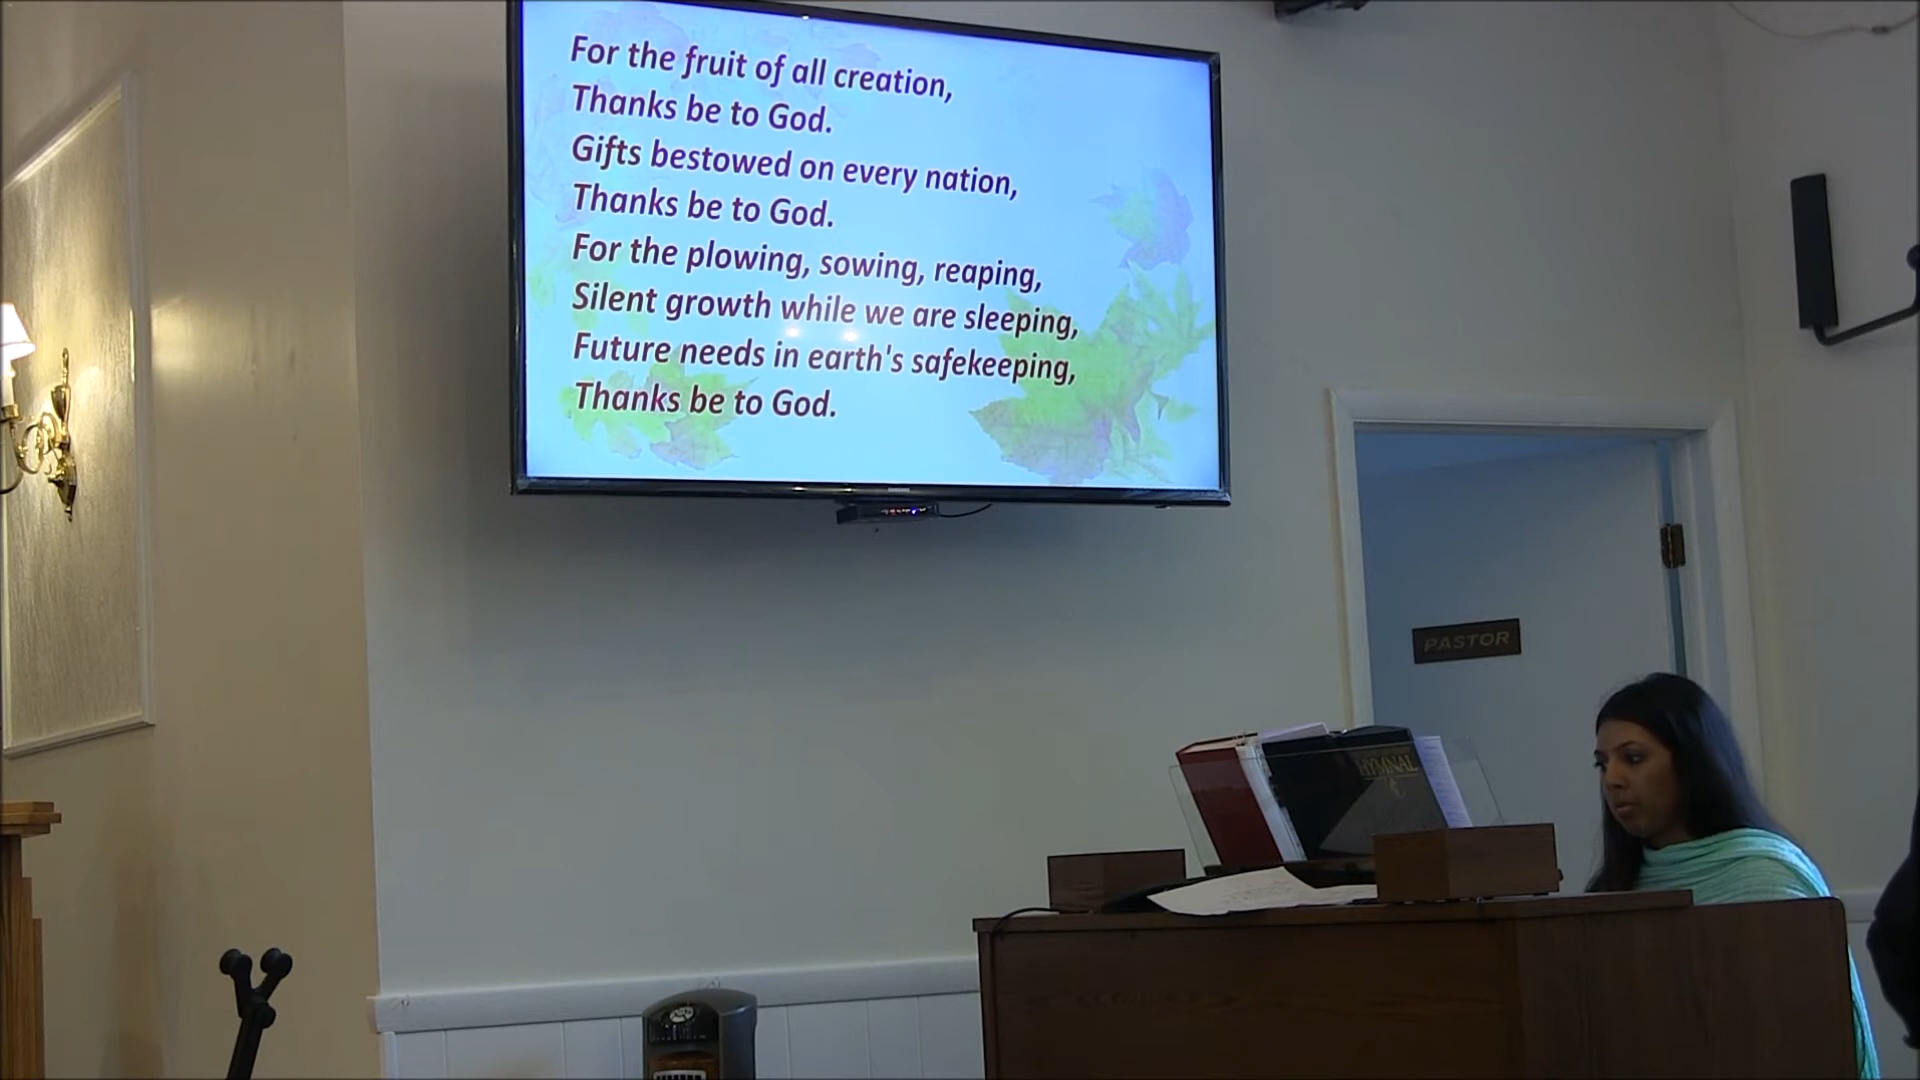 For the fruit of all creation,
Thanks be to God.
Gifts bestowed on every nation,
Thanks be to God.
For the plowing, sowing, reaping,
Silent growth while we are sleeping,
Future needs in earth's safekeeping,
Thanks be to God.
PASTOR
HYMNAL